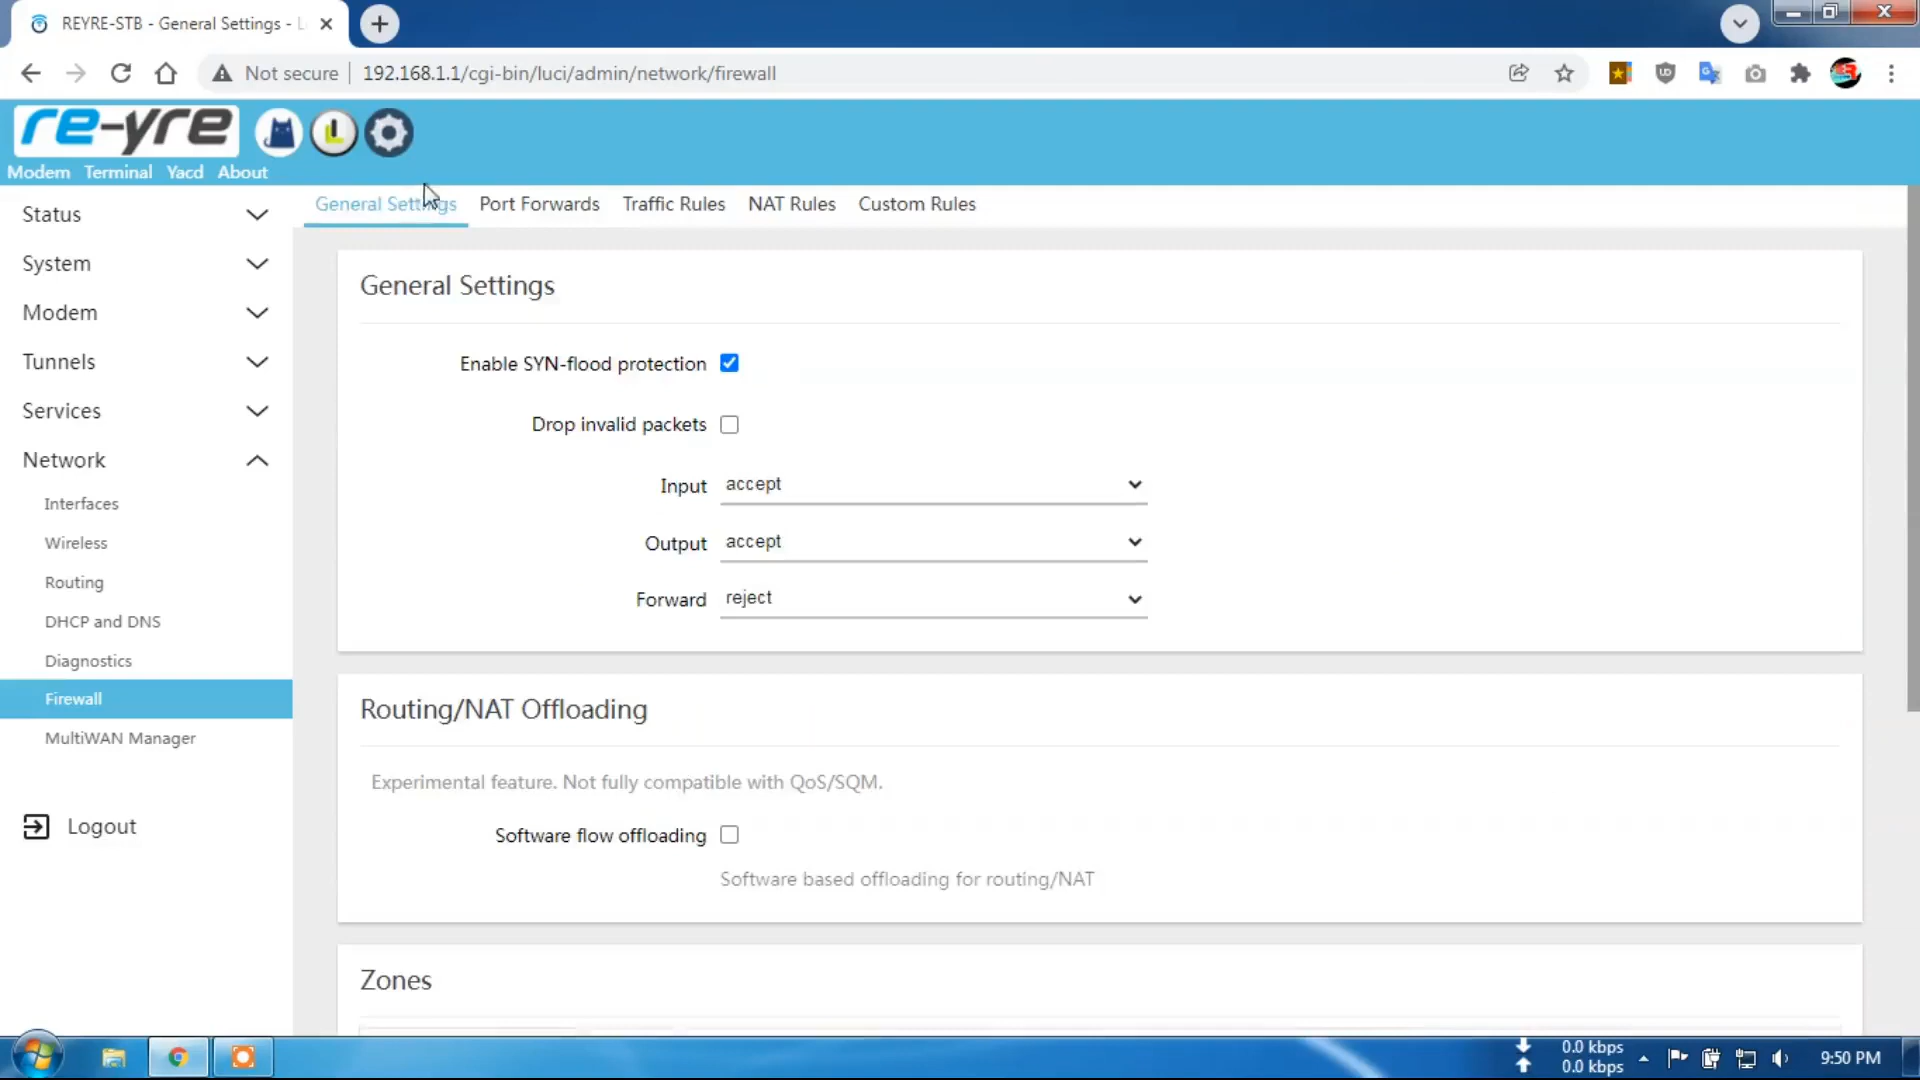 REYRE-STB - General Settings - L
Not secure
192.168.1.1/cgi-bin/luci/admin/network/firewall
re-yre
Modem Terminal Yacd About
Status
System
Modem
Tunnels
Services
Network
Interfaces
Wireless
Routing
DHCP and DNS
Diagnostics
Firewall
MultiWAN Manager
Logout
General Settings Port Forwards Traffic Rules NAT Rules Custom Rules
General Settings
Enable SYN-flood protection
Drop invalid packets
Input accept
Output accept
Forward reject
Routing/NAT Offloading
Experimental feature. Not fully compatible with QoS/SQM.
Software flow offloading
Software based offloading for routing/NAT
Zones
0.0 kbps
0.0 kbps
9:50 PM